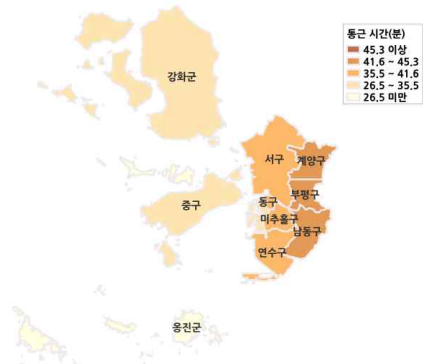 통근 시간(분)
45.3 이상
41.6 ~ 45.3
35.5 ~ 41.6
26.5 ~ 35.5
26.5 미만
강화군
서구
계양구
부평구
동구
중구
미추홀구
남동구
연수구
옹진군